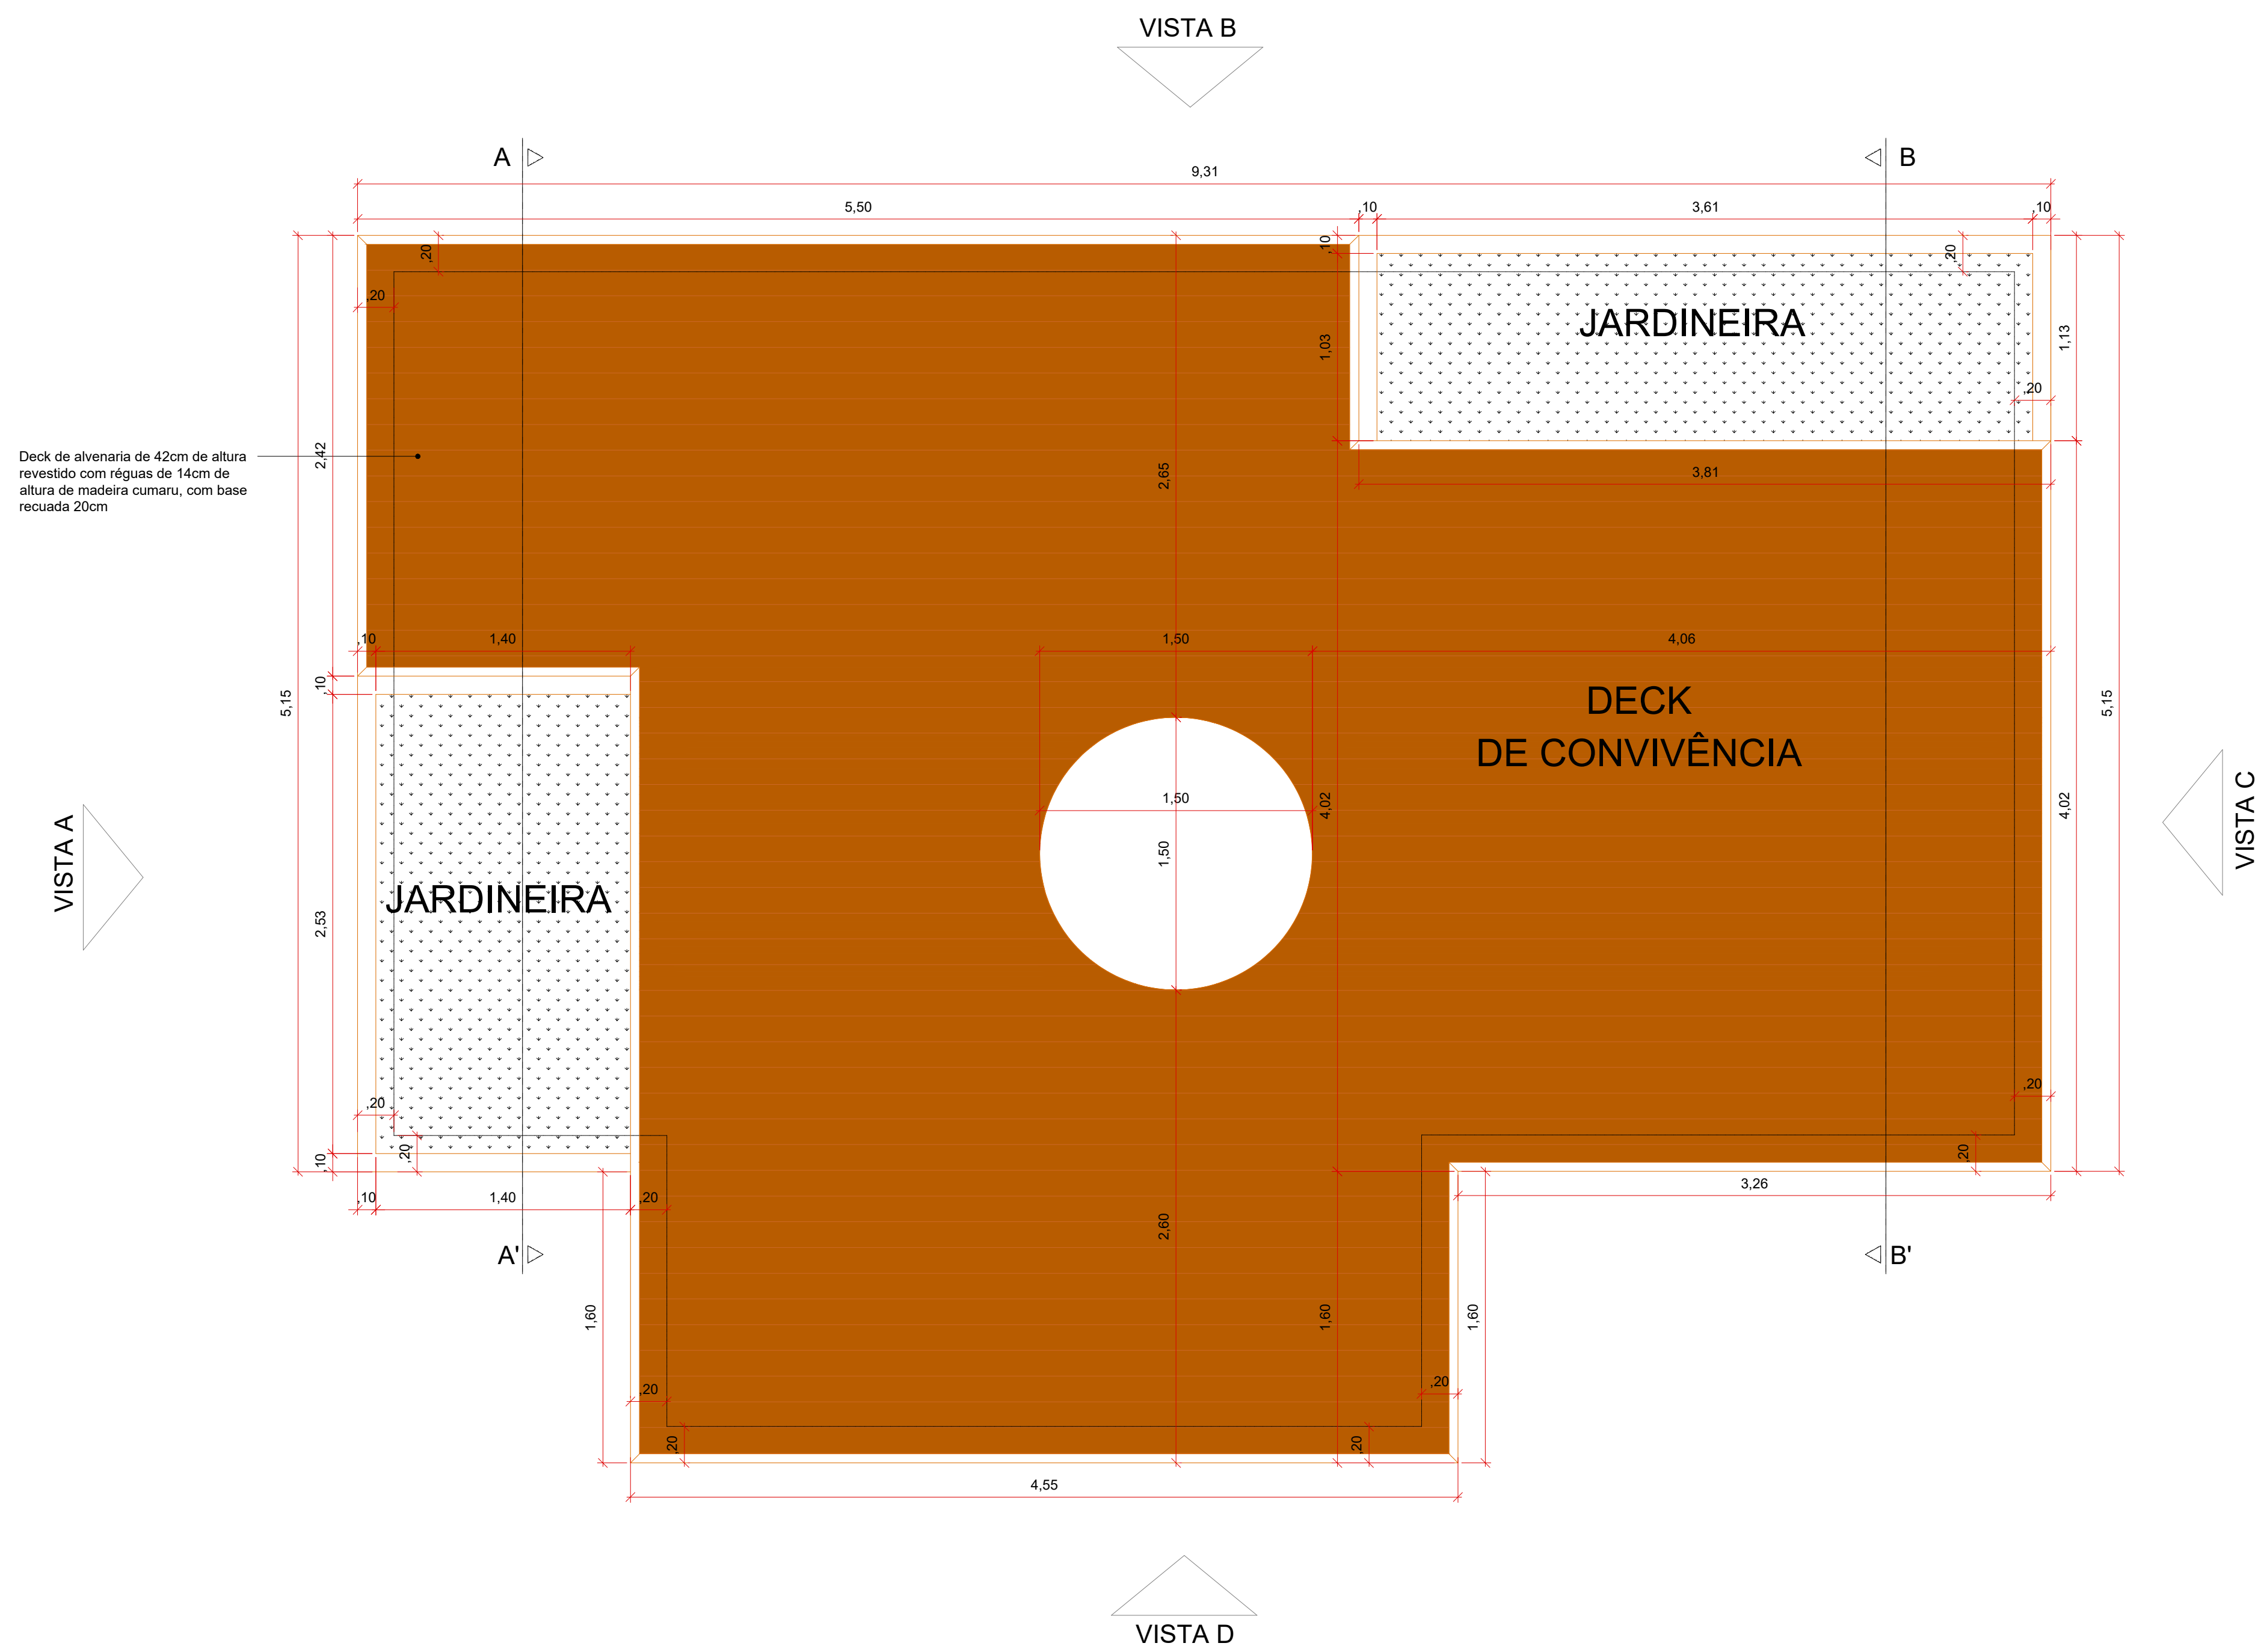 VISTA B
A
B
9,31
5,50
,10
3,61
,10
,20
,10
,20
,20
JARDINEIRA
1,03
1,13
,20
2,42
Deck de alvenaria de 42cm de altura
revestido com réguas de 14cm de
altura de madeira cumaru, com base
recuada 20cm
2,65
3,81
,10
1,40
1,50
4,06
,10
5,15
DECK
DE CONVIVÊNCIA
5,15
1,50
4,02
4,02
VISTA A
VISTA C
1,50
JARDINEIRA
2,53
,20
,20
,20
,10
,20
3,26
,10
1,40
,20
2,60
A'
B'
1,60
1,60
1,60
,20
,20
,20
,20
4,55
VISTA D